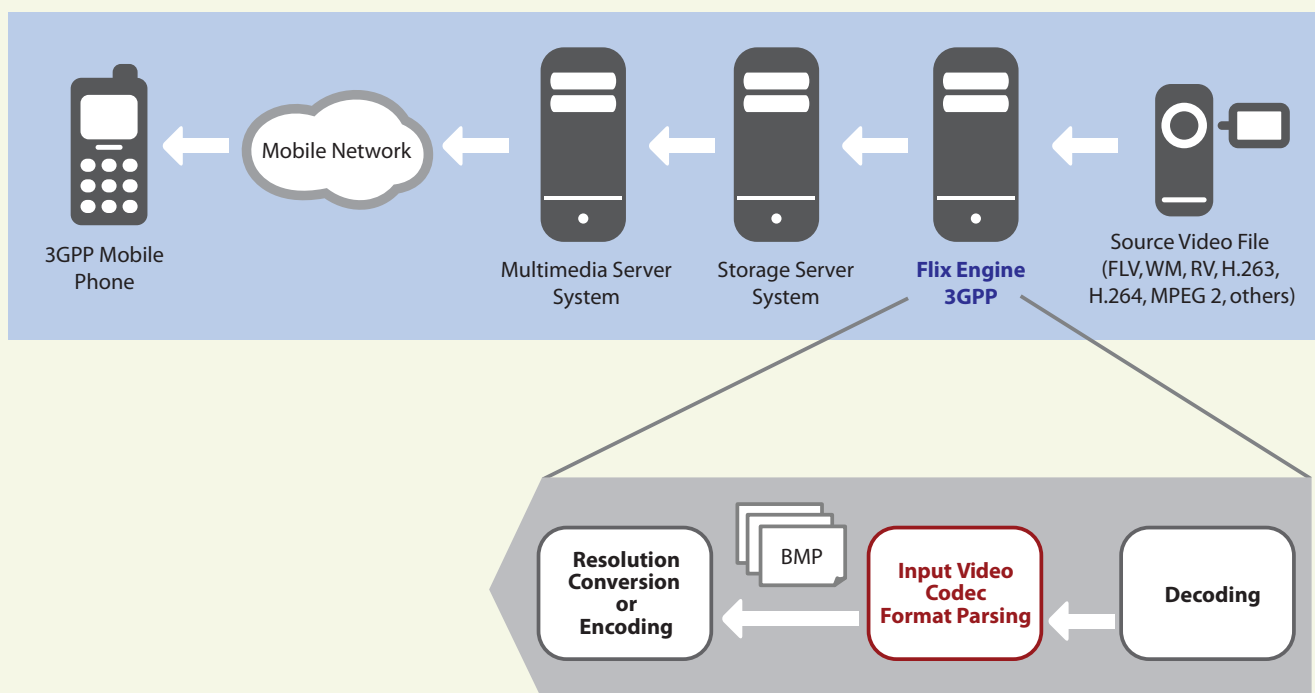 Mobile Network
3GPP Mobile
Phone
Multimedia Server
System
Storage Server
System
Flix Engine
3GPP
Source Video File
(FLV, WM, RV, H.263,
H.264, MPEG 2, others)
Resolution
Conversion
or
Encoding
BMP
Input Video
Codec
Format Parsing
Decoding